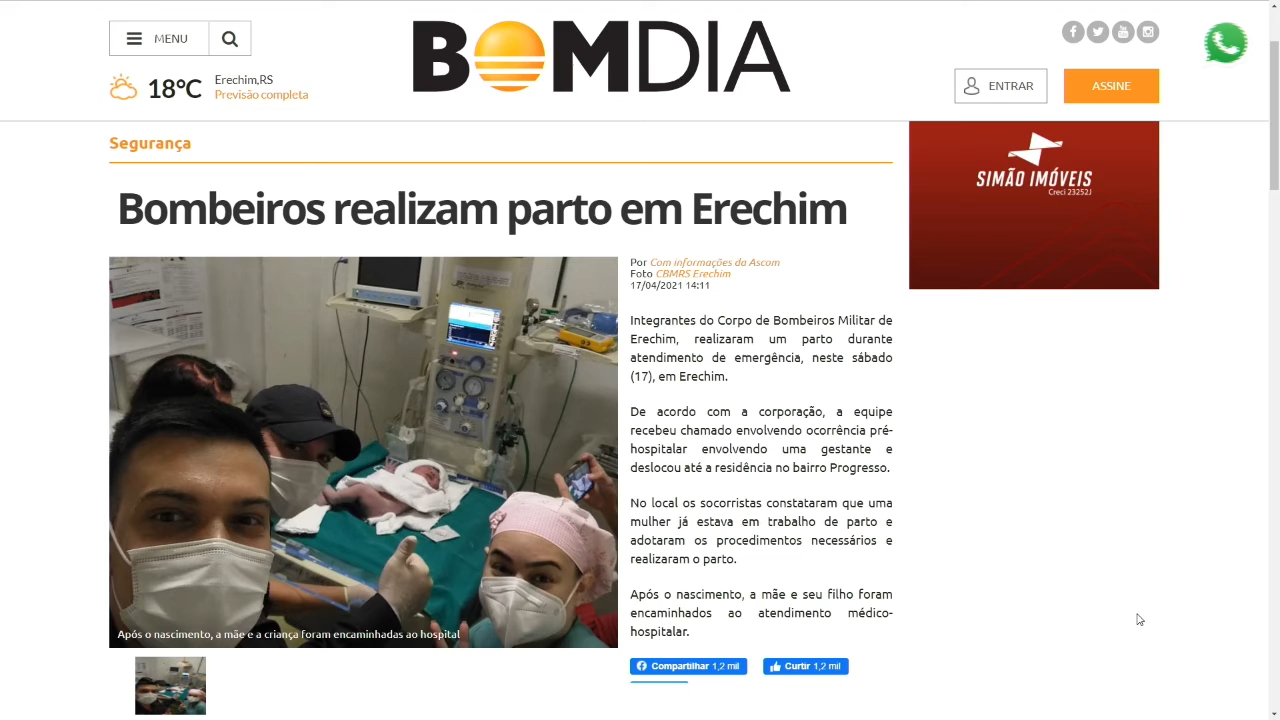 MENU
BOMDIA
18°C
Erechim,RS
Previsão completa
ENTRAR
ASSINE
Segurança
SIMÃO IMÓVEIS
Creci 23252J
Bombeiros realizam parto em Erechim
Por Com informações da Ascom
Foto CBMRS Erechim
17/04/2021 14:11
Integrantes do Corpo de Bombeiros Militar de
Erechim, realizaram um parto durante
atendimento de emergência, neste sábado
(17), em Erechim.
De acordo com a corporação, a equipe
recebeu chamado envolvendo ocorrência pré-
hospitalar envolvendo uma gestante e
deslocou até a residência no bairro Progresso.
No local os socorristas constataram que uma
mulher já estava em trabalho de parto e
adotaram os procedimentos necessários e
realizaram o parto.
Após o nascimento, a mãe e seu filho foram
encaminhados ao atendimento médico-
hospitalar.
Após o nascimento, a mãe e a criança foram encaminhadas ao hospital
Compartilhar 1,2 mil
Curtir 1,2 mil